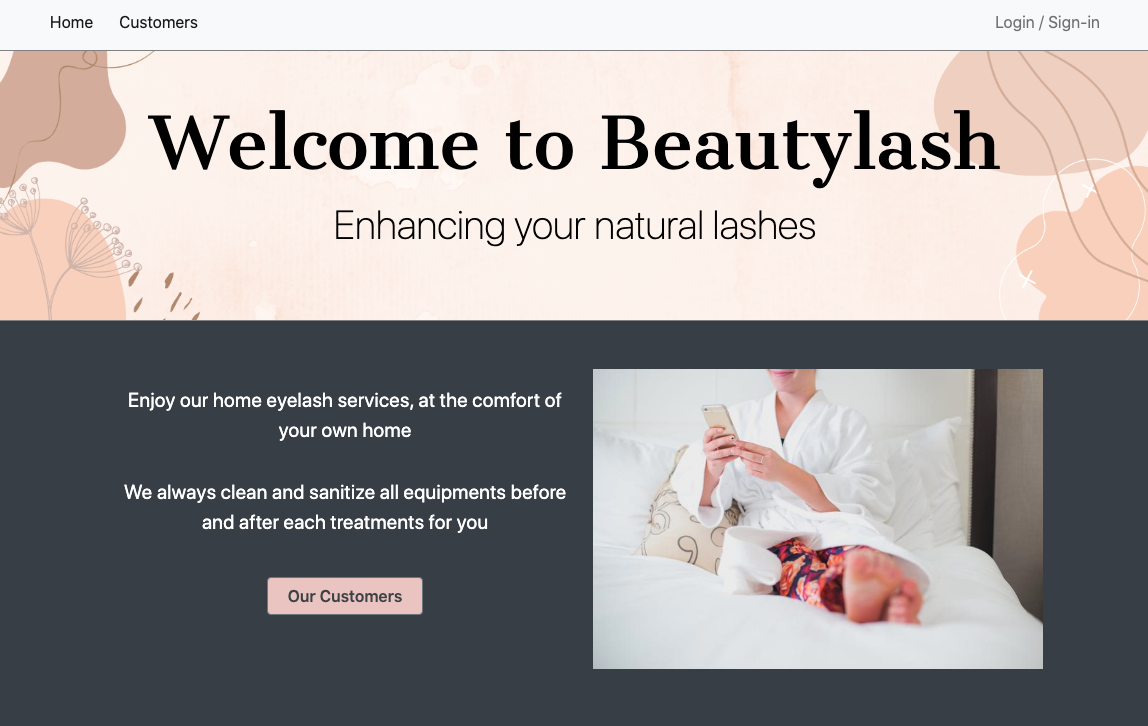 Home Customers Login / Sign-in
Welcome to Beautylash
Enhancing your natural lashes
Enjoy our home eyelash services, at the comfort of
your own home
We always clean and sanitize all equipments before
and after each treatments for you
Our Customers